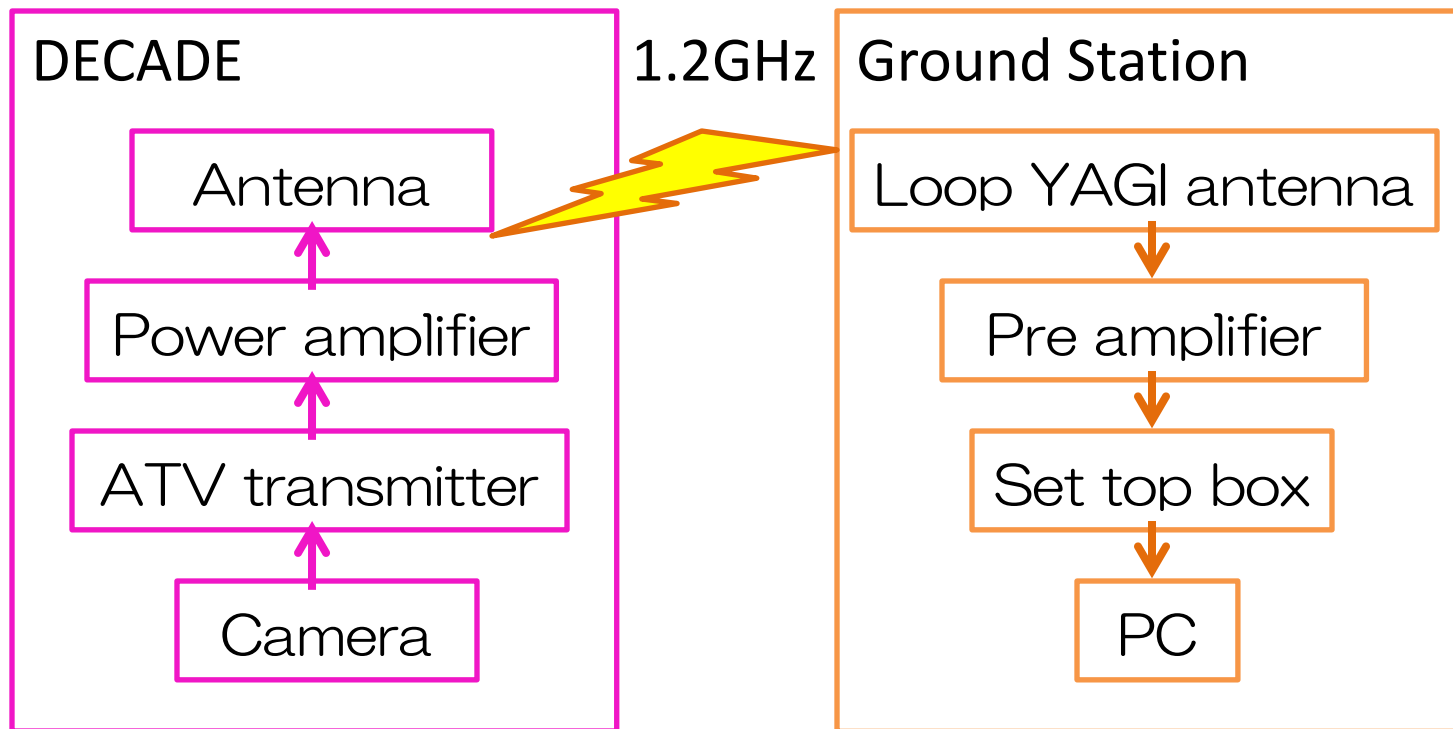 DECADE
Antenna
Power amplifier
ATV transmitter
Camera
1.2GHz
Ground Station
Loop YAGI antenna
Pre amplifier
Set top box
PC